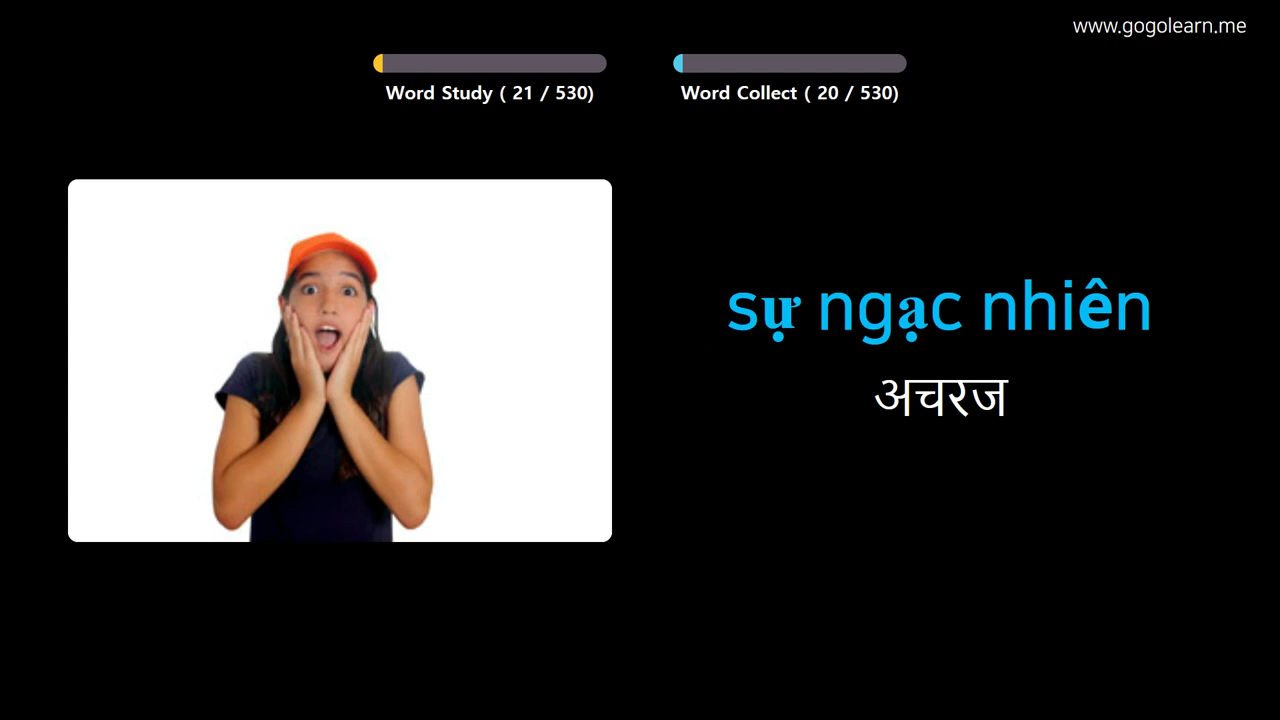 www.gogolearn.me
Word Study ( 21 / 530)
Word Collect ( 20 / 530)
sự ngạc nhiên
अचरज